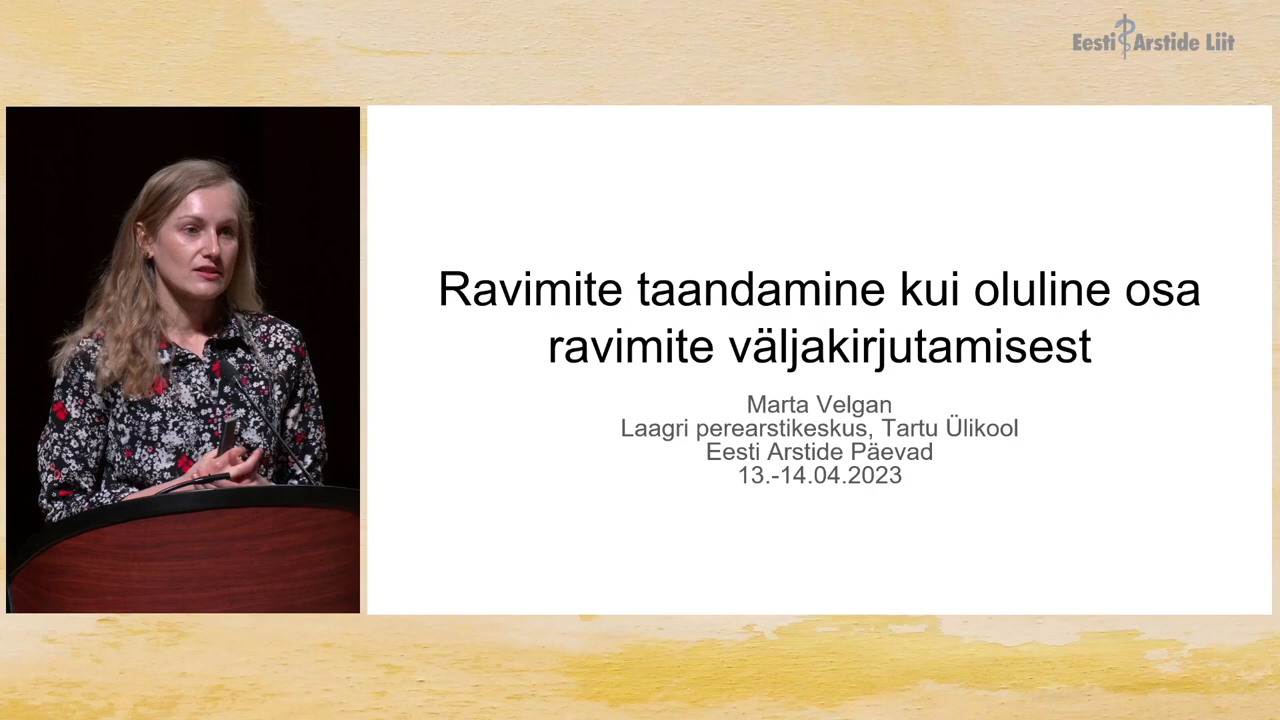 Eesti Arstide Liit
Ravimite taandamine kui oluline osa
ravimite väljakirjutamisest
Marta Velgan
Laagri perearstikeskus, Tartu Ülikool
Eesti Arstide Päevad
13.-14.04.2023